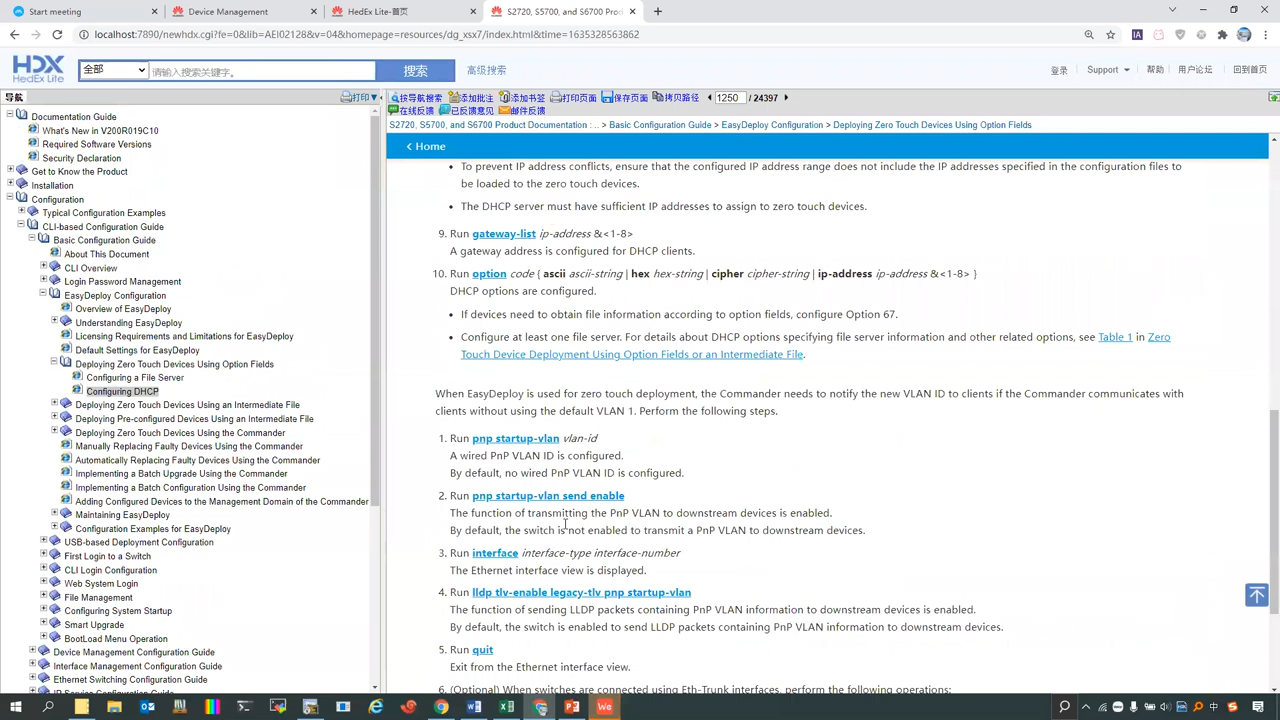 Start meeting
Device Management
HedEx Lite-首页
S2720, S5700, and S6700 Prod
localhost:7890/newhdx.cgi?fe=0&lib=AEI02128&v=04&homepage=resources/dg_xsx7/index.html&time=1635328563862
HDX
HedEx Lite
全部
请输入搜索关键字。
搜索
高级搜索
登录
Support
帮助
用户论坛
回到首页
导航
打印
按导航搜索
添加批注
添加书签
打印页面
保存页面
拷贝路径
1250 / 24397
在线反馈
已反馈意见
邮件反馈
S2720, S5700, and S6700 Product Documentation : .. > Basic Configuration Guide > EasyDeploy Configuration > Deploying Zero Touch Devices Using Option Fields
Home
Documentation Guide
What's New in V200R019C10
Required Software Versions
Security Declaration
Get to Know the Product
Installation
Configuration
Typical Configuration Examples
CLI-based Configuration Guide
Basic Configuration Guide
About This Document
CLI Overview
Login Password Management
EasyDeploy Configuration
Overview of EasyDeploy
Understanding EasyDeploy
Licensing Requirements and Limitations for EasyDeploy
Default Settings for EasyDeploy
Deploying Zero Touch Devices Using Option Fields
Configuring a File Server
Configuring DHCP
Deploying Zero Touch Devices Using an Intermediate File
Deploying Pre-configured Devices Using an Intermediate File
Deploying Zero Touch Devices Using the Commander
Manually Replacing Faulty Devices Using the Commander
Automatically Replacing Faulty Devices Using the Commander
Implementing a Batch Upgrade Using the Commander
Implementing a Batch Configuration Using the Commander
Adding Configured Devices to the Management Domain of the Commander
Maintaining EasyDeploy
Configuration Examples for EasyDeploy
USB-based Deployment Configuration
First Login to a Switch
CLI Login Configuration
Web System Login
File Management
Configuring System Startup
Smart Upgrade
BootLoad Menu Operation
Device Management Configuration Guide
Interface Management Configuration Guide
Ethernet Switching Configuration Guide
IP Service Configuration Guide
• To prevent IP address conflicts, ensure that the configured IP address range does not include the IP addresses specified in the configuration files to
be loaded to the zero touch devices.
• The DHCP server must have sufficient IP addresses to assign to zero touch devices.
9. Run gateway-list ip-address &<1-8>
A gateway address is configured for DHCP clients.
10. Run option code { ascii ascii-string | hex hex-string | cipher cipher-string | ip-address ip-address &<1-8> }
DHCP options are configured.
• If devices need to obtain file information according to option fields, configure Option 67.
• Configure at least one file server. For details about DHCP options specifying file server information and other related options, see Table 1 in Zero
Touch Device Deployment Using Option Fields or an Intermediate File.
When EasyDeploy is used for zero touch deployment, the Commander needs to notify the new VLAN ID to clients if the Commander communicates with
clients without using the default VLAN 1. Perform the following steps.
1. Run pnp startup-vlan vlan-id
A wired PnP VLAN ID is configured.
By default, no wired PnP VLAN ID is configured.
2. Run pnp startup-vlan send enable
The function of transmitting the PnP VLAN to downstream devices is enabled.
By default, the switch is not enabled to transmit a PnP VLAN to downstream devices.
3. Run interface interface-type interface-number
The Ethernet interface view is displayed.
4. Run lldp tlv-enable legacy-tlv pnp startup-vlan
The function of sending LLDP packets containing PnP VLAN information to downstream devices is enabled.
By default, the switch is enabled to send LLDP packets containing PnP VLAN information to downstream devices.
5. Run quit
Exit from the Ethernet interface view.
6. (Optional) When switches are connected using Eth-Trunk interfaces, perform the following operations: